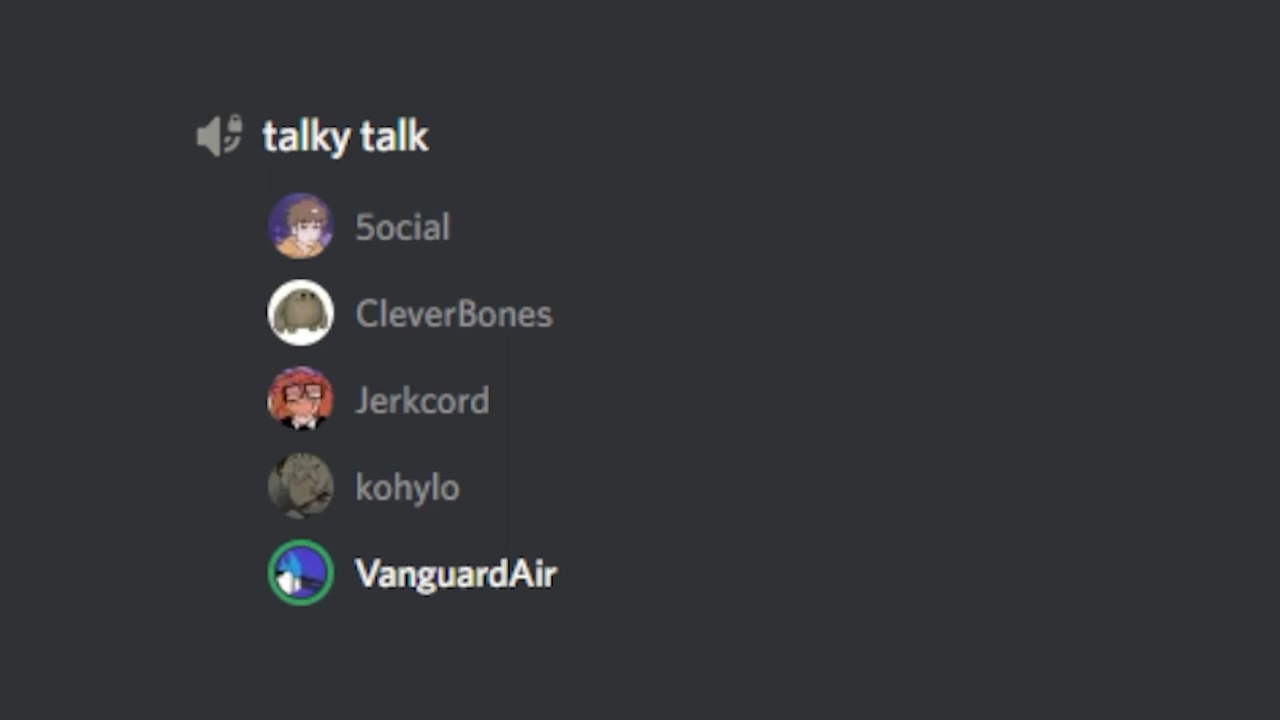 talky talk
5ocial
CleverBones
Jerkcord
kohylo
VanguardAir